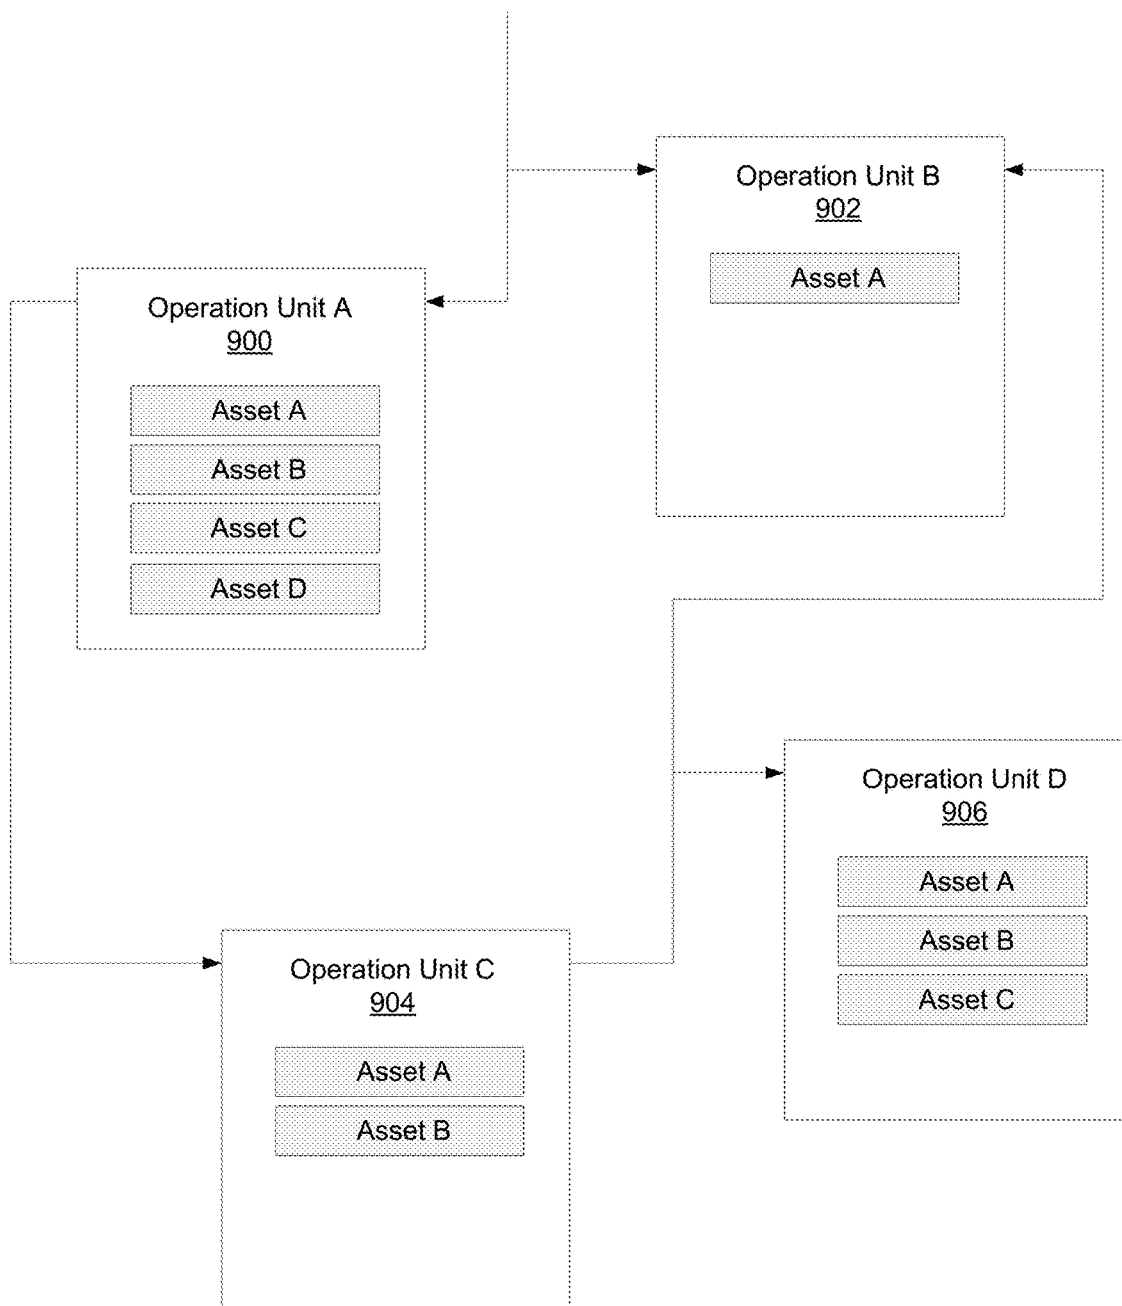 Operation Unit B
902
Asset A
Operation Unit A
900
Asset A
Asset B
Asset C
Asset D
Operation Unit D
906
Asset A
Asset B
Asset C
Operation Unit C
904
Asset A
Asset B